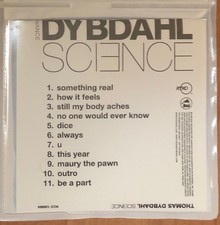 DYBDAHL
SCIENCE
1. something real
2. how it feels
3. still my body aches
4. no one would ever know
5. dice
6. always
7. u
8. this year
9. maury the pawn
10. outro
11. be a part
THOMAS DYBDAHL SCIENCE